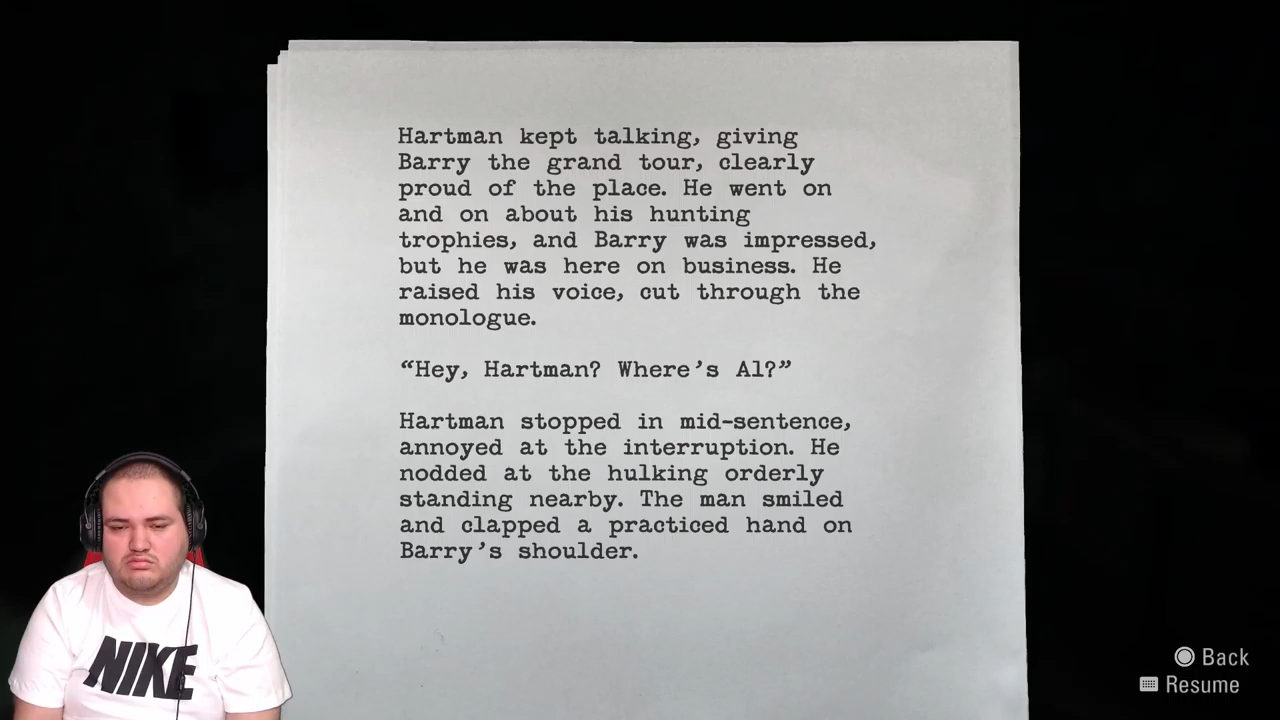 Hartman kept talking, giving
Barry the grand tour, clearly
proud of the place. He went on
and on about his hunting
trophies, and Barry was impressed,
but he was here on business. He
raised his voice, cut through the
monologue.
“Hey, Hartman? Where’s Al?”
Hartman stopped in mid-sentence,
annoyed at the interruption. He
nodded at the hulking orderly
standing nearby. The man smiled
and clapped a practiced hand on
Barry’s shoulder.
NIKE
Back
Resume